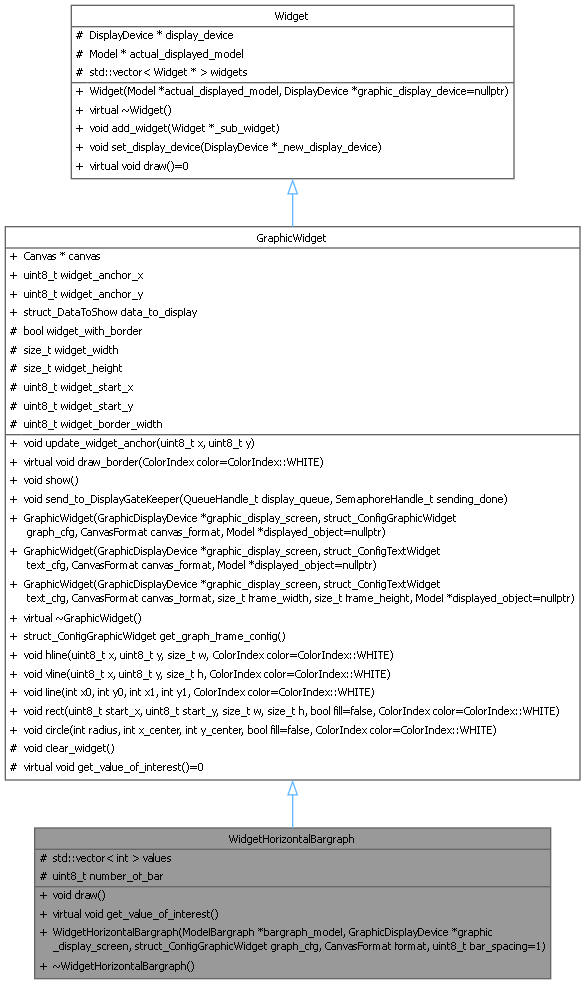 Widget
# DisplayDevice * display_device
# Model * actual_displayed_model
# std::vector< Widget * > widgets
+ Widget(Model *actual_displayed_model, DisplayDevice *graphic_display_device=nullptr)
+ virtual ~Widget()
+ void add_widget(Widget *_sub_widget)
+ void set_display_device(DisplayDevice *_new_display_device)
+ virtual void draw()=0
GraphicWidget
+ Canvas * canvas
+ uint8_t widget_anchor_x
+ uint8_t widget_anchor_y
+ struct_DataToShow data_to_display
# bool widget_with_border
# size_t widget_width
# size_t widget_height
# uint8_t widget_start_x
# uint8_t widget_start_y
# uint8_t widget_border_width
+ void update_widget_anchor(uint8_t x, uint8_t y)
+ virtual void draw_border(ColorIndex color=ColorIndex::WHITE)
+ void show()
+ void send_to_DisplayGateKeeper(QueueHandle_t display_queue, SemaphoreHandle_t sending_done)
+ GraphicWidget(GraphicDisplayDevice *graphic_display_screen, struct_ConfigGraphicWidget
graph_cfg, CanvasFormat canvas_format, Model *displayed_object=nullptr)
+ GraphicWidget(GraphicDisplayDevice *graphic_display_screen, struct_ConfigTextWidget
text_cfg, CanvasFormat canvas_format, Model *displayed_object=nullptr)
+ GraphicWidget(GraphicDisplayDevice *graphic_display_screen, struct_ConfigTextWidget
text_cfg, CanvasFormat canvas_format, size_t frame_width, size_t frame_height, Model *displayed_object=nullptr)
+ virtual ~GraphicWidget()
+ struct_ConfigGraphicWidget get_graph_frame_config()
+ void hline(uint8_t x, uint8_t y, size_t w, ColorIndex color=ColorIndex::WHITE)
+ void vline(uint8_t x, uint8_t y, size_t h, ColorIndex color=ColorIndex::WHITE)
+ void line(int x0, int y0, int x1, int y1, ColorIndex color=ColorIndex::WHITE)
+ void rect(uint8_t start_x, uint8_t start_y, size_t w, size_t h, bool fill=false, ColorIndex color=ColorIndex::WHITE)
+ void circle(int radius, int x_center, int y_center, bool fill=false, ColorIndex color=ColorIndex::WHITE)
# void clear_widget()
# virtual void get_value_of_interest()=0
WidgetHorizontalBargraph
# std::vector< int > values
# uint8_t number_of_bar
+ void draw()
+ virtual void get_value_of_interest()
+ WidgetHorizontalBargraph(ModelBargraph *bargraph_model, GraphicDisplayDevice *graphic
_display_screen, struct_ConfigGraphicWidget graph_cfg, CanvasFormat format, uint8_t bar_spacing=1)
+ ~WidgetHorizontalBargraph()